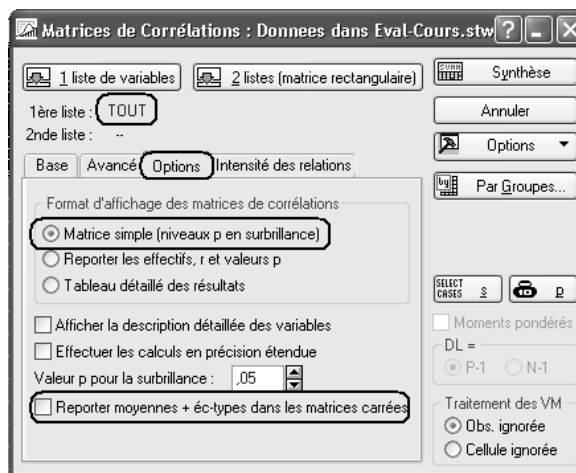 Matrices de Corrélations : Donnees dans Eval-Cours.stw
1 liste de variables
2 listes (matrice rectangulaire)
1ère liste : TOUT
2nde liste : --
Base
Avancé
Options
Intensité des relations
Format d'affichage des matrices de corrélations
Matrice simple (niveaux p en surbrillance)
Reporter les effectifs, r et valeurs p
Tableau détaillé des résultats
Afficher la description détaillée des variables
Effectuer les calculs en précision étendue
Valeur p pour la surbrillance : ,05
Reporter moyennes + éc-types dans les matrices carrées
Synthèse
Annuler
Options
Par Groupes...
SELECT CASES S
D
Moments pondérés
DL =
P-1
N-1
Traitement des VM
Obs. ignorée
Cellule ignorée